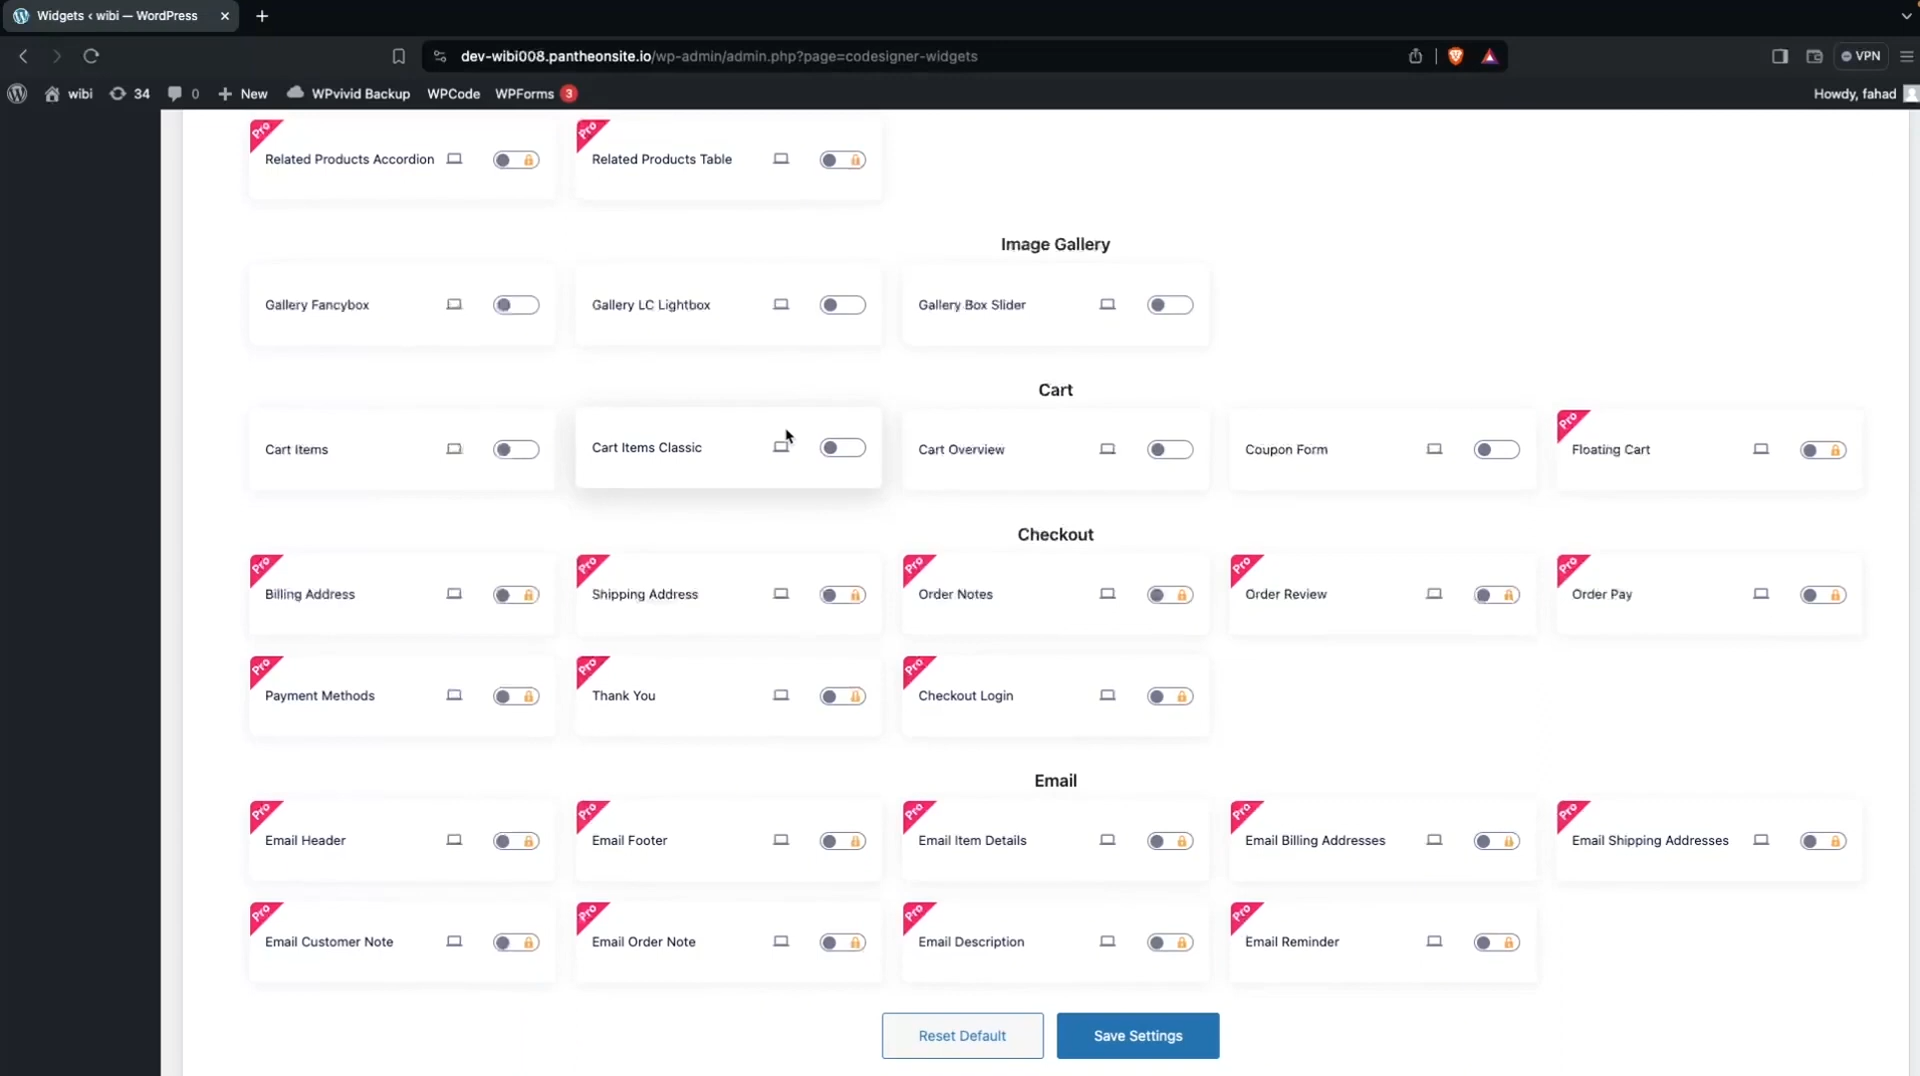 Widgets ‹ wibi — WordPress
dev-wibi008.pantheonsite.io/wp-admin/admin.php?page=codesigner-widgets
VPN
wibi 34 0 New WPvivid Backup WPCode WPForms 3 Howdy, fahad
Pro Pro
Related Products Accordion Related Products Table
Image Gallery
Gallery Fancybox Gallery LC Lightbox Gallery Box Slider
Cart
Pro
Cart Items Cart Items Classic Cart Overview Coupon Form Floating Cart
Checkout
Pro Pro Pro Pro Pro
Billing Address Shipping Address Order Notes Order Review Order Pay
Pro Pro Pro
Payment Methods Thank You Checkout Login
Email
Pro Pro Pro Pro Pro
Email Header Email Footer Email Item Details Email Billing Addresses Email Shipping Addresses
Pro Pro Pro Pro
Email Customer Note Email Order Note Email Description Email Reminder
Reset Default Save Settings